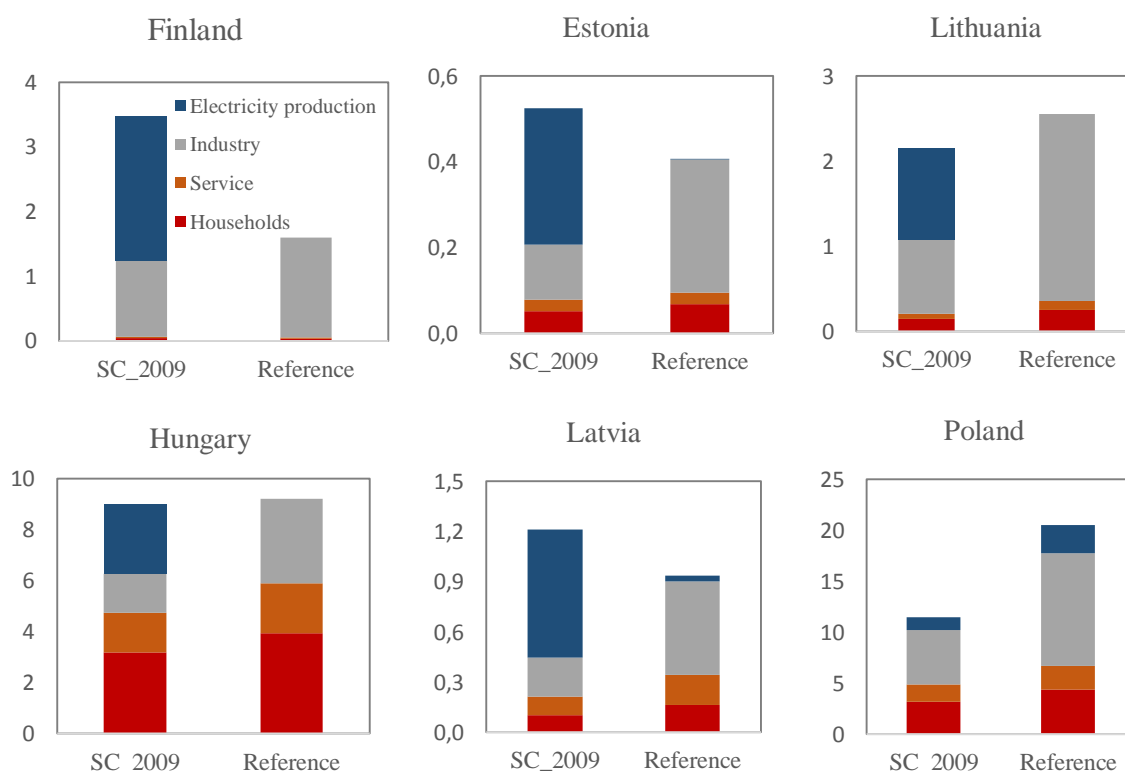 Finland
4
3
2
1
0
Electricity production
Industry
Service
Households
SC_2009 Reference
Estonia
0,6
0,4
0,2
0,0
SC_2009 Reference
Lithuania
3
2
1
0
SC_2009 Reference
Hungary
10
8
6
4
2
0
SC 2009 Reference
Latvia
1,5
1,2
0,9
0,6
0,3
0,0
SC_2009 Reference
Poland
25
20
15
10
5
0
SC 2009 Reference